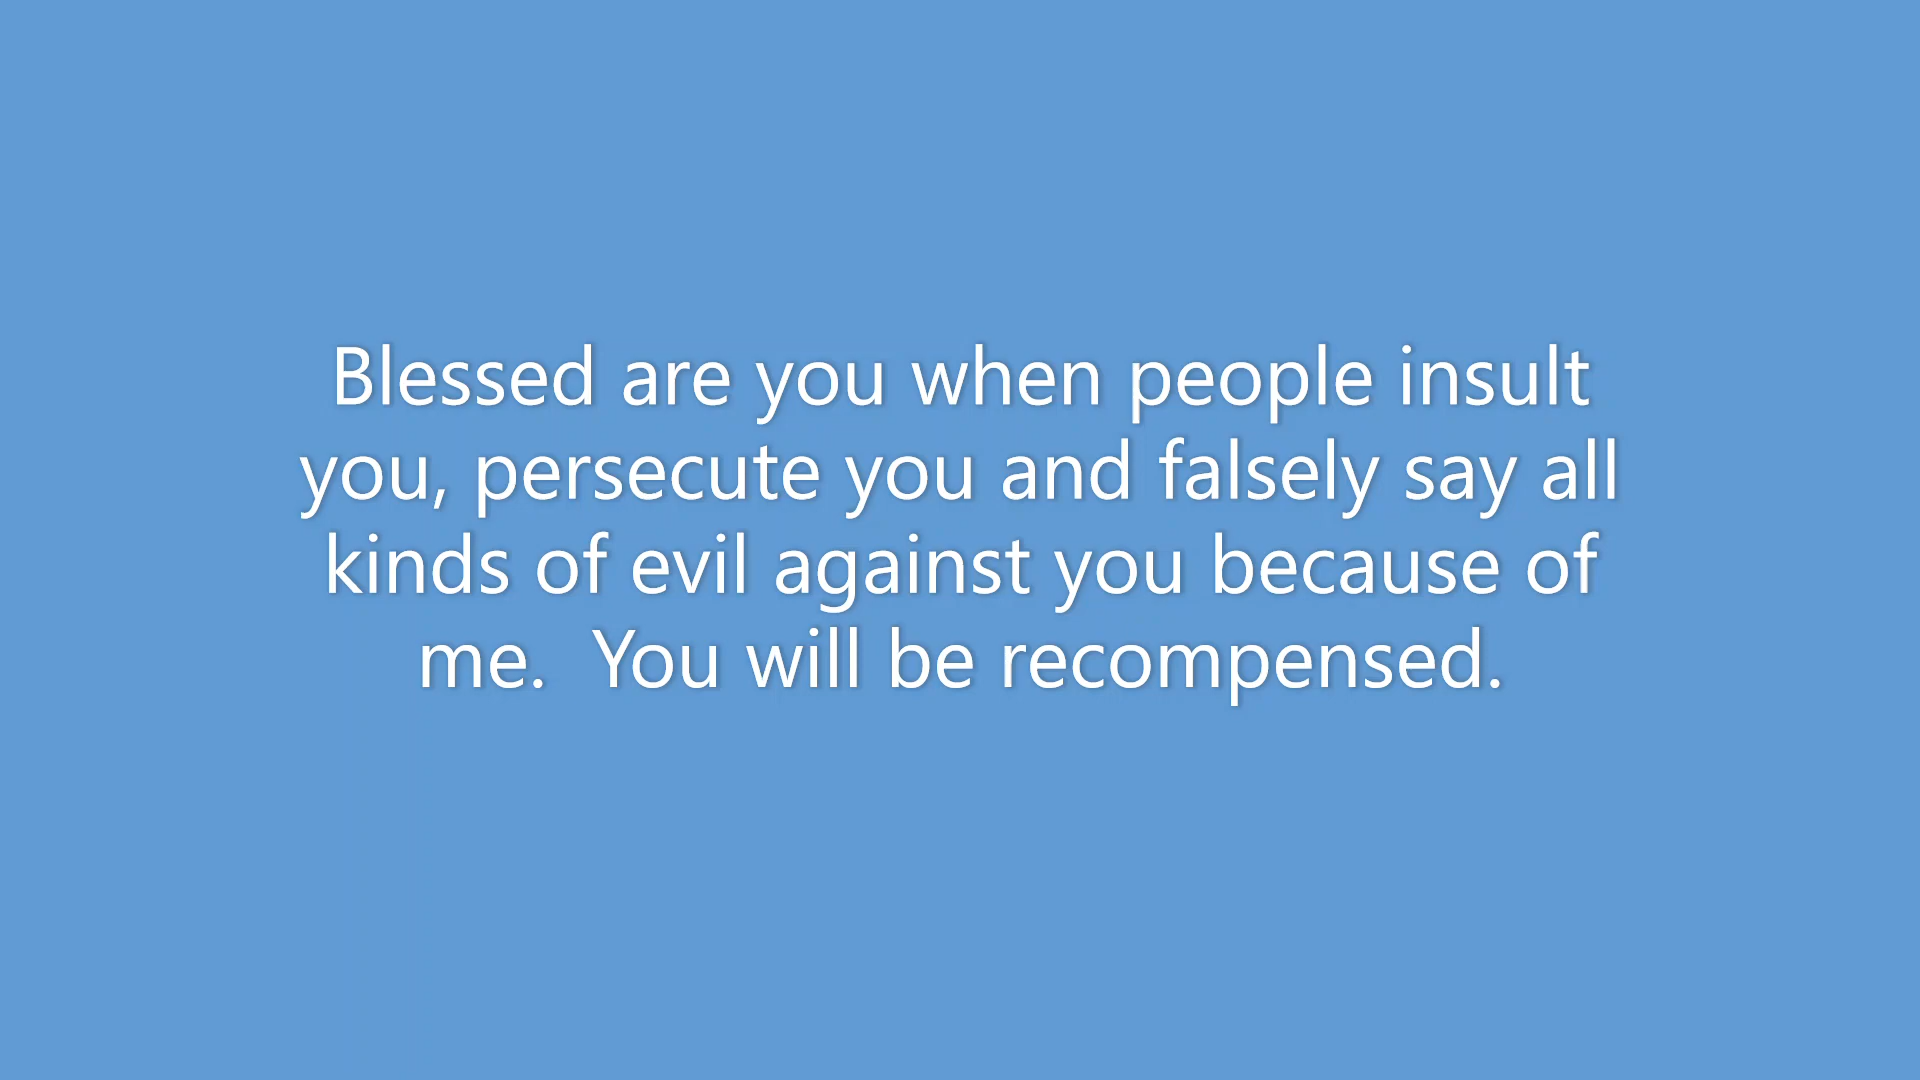 Blessed are you when people insult
you, persecute you and falsely say all
kinds of evil against you because of
me.  You will be recompensed.